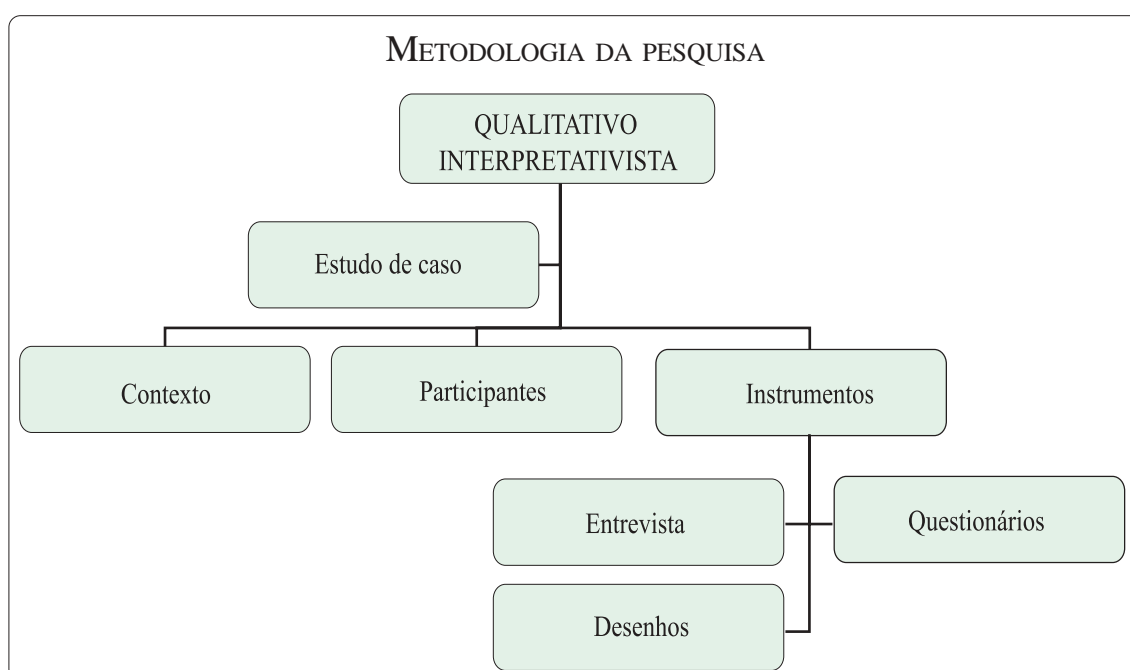 METODOLOGIA DA PESQUISA
QUALITATIVO
INTERPRETATIVISTA
Estudo de caso
Contexto
Participantes
Instrumentos
Entrevista
Questionários
Desenhos